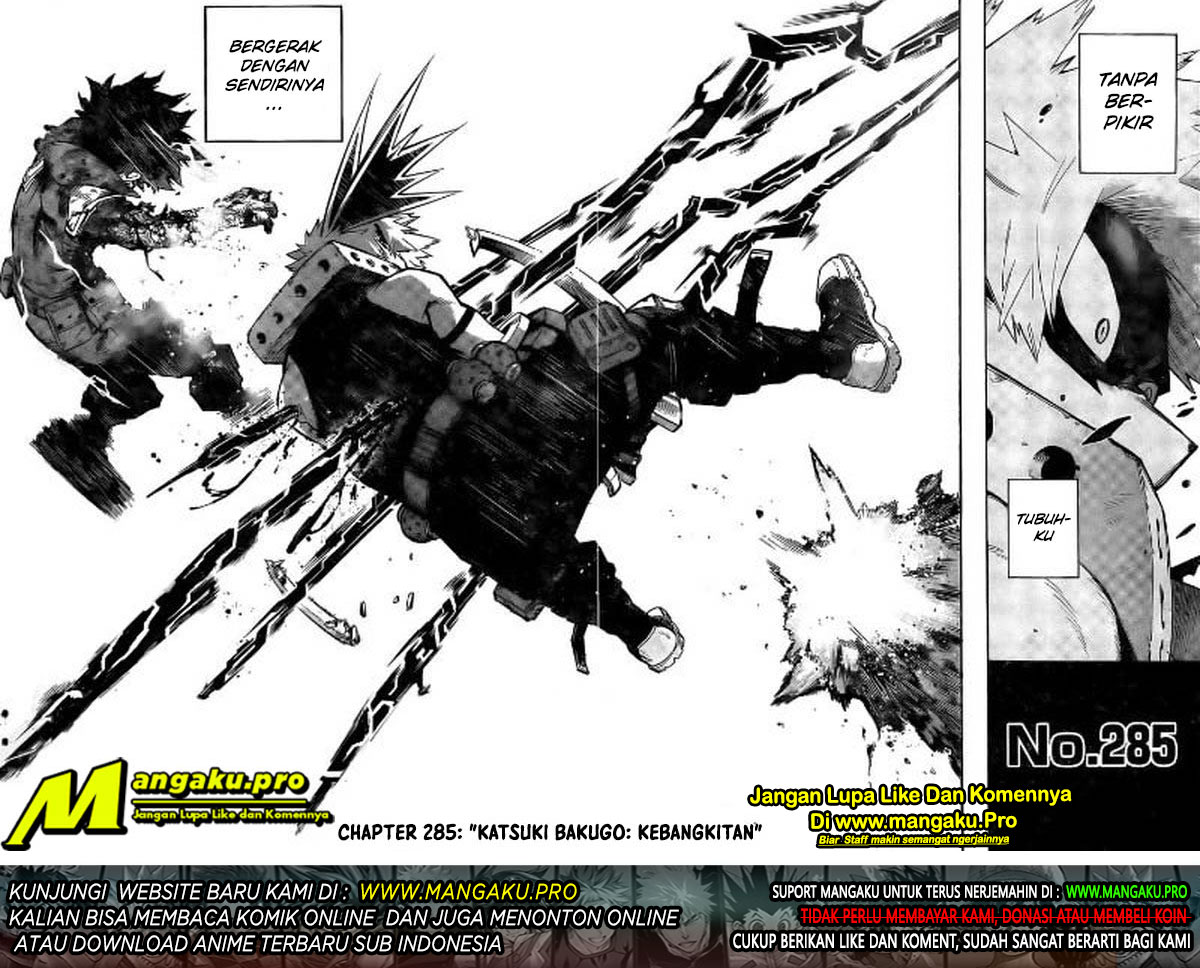 TANPA
BER-
PIKIR
TUBUH-
KU
No.285
BERGERAK
DENGAN
SENDIRINYA
...
Mangaku.pro
Jangan Lupa Like dan Komennya
CHAPTER 285: "KATSUKI BAKUGO: KEBANGKITAN"
Jangan Lupa Like Dan Komennya
Di www.mangaku.Pro
Biar Staff makin semangat ngerjainnya
KUNJUNGI WEBSITE BARU KAMI DI : WWW.MANGAKU.PRO
KALIAN BISA MEMBACA KOMIK ONLINE DAN JUGA MENONTON ONLINE
ATAU DOWNLOAD ANIME TERBARU SUB INDONESIA
SUPORT MANGAKU UNTUK TERUS NERJEMAHIN DI : WWW.MANGAKU.PRO
TIDAK PERLU MEMBAYAR KAMI, DONASI ATAU MEMBELI KOIN
CUKUP BERIKAN LIKE DAN KOMENT, SUDAH SANGAT BERARTI BAGI KAMI